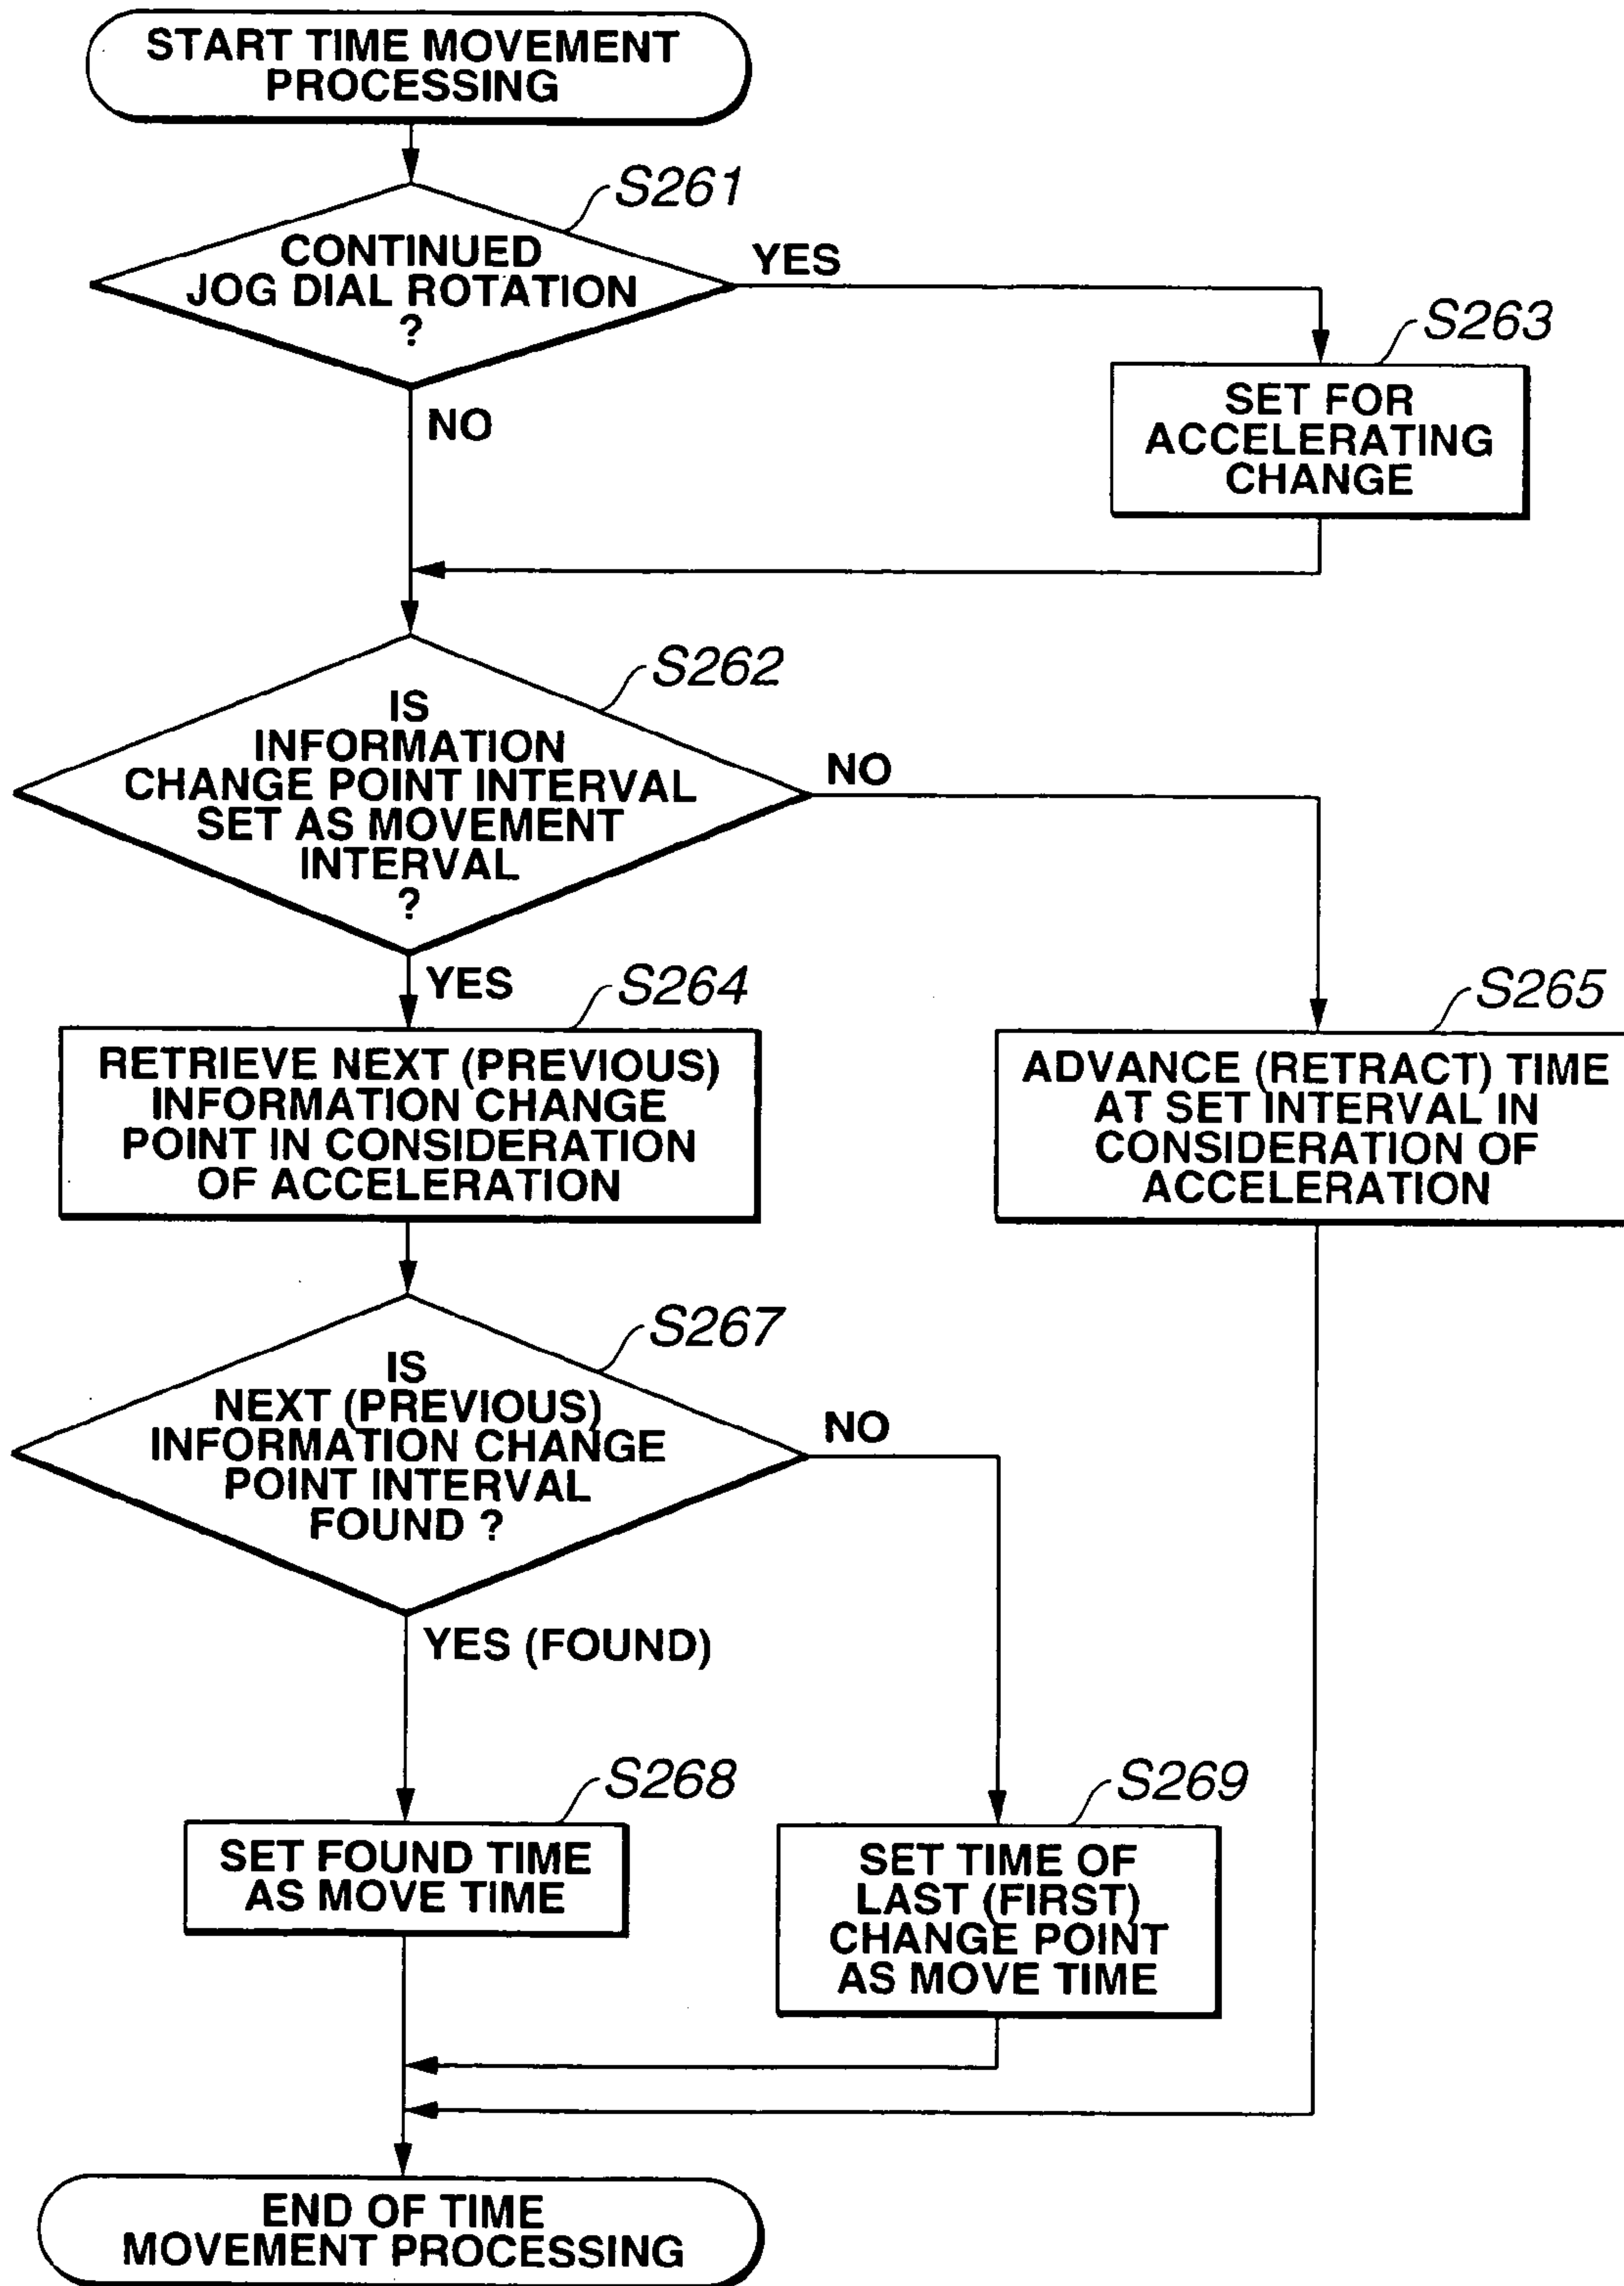 START TIME MOVEMENT
PROCESSING
S261
CONTINUED
JOG DIAL ROTATION
?
YES
NO
S263
SET FOR
ACCELERATING
CHANGE
S262
IS
INFORMATION
CHANGE POINT INTERVAL
SET AS MOVEMENT
INTERVAL
?
NO
YES
S264
RETRIEVE NEXT (PREVIOUS)
INFORMATION CHANGE
POINT IN CONSIDERATION
OF ACCELERATION
S265
ADVANCE (RETRACT) TIME
AT SET INTERVAL IN
CONSIDERATION OF
ACCELERATION
S267
IS
NEXT (PREVIOUS)
INFORMATION CHANGE
POINT INTERVAL
FOUND ?
NO
YES (FOUND)
S268
SET FOUND TIME
AS MOVE TIME
S269
SET TIME OF
LAST (FIRST)
CHANGE POINT
AS MOVE TIME
END OF TIME
MOVEMENT PROCESSING